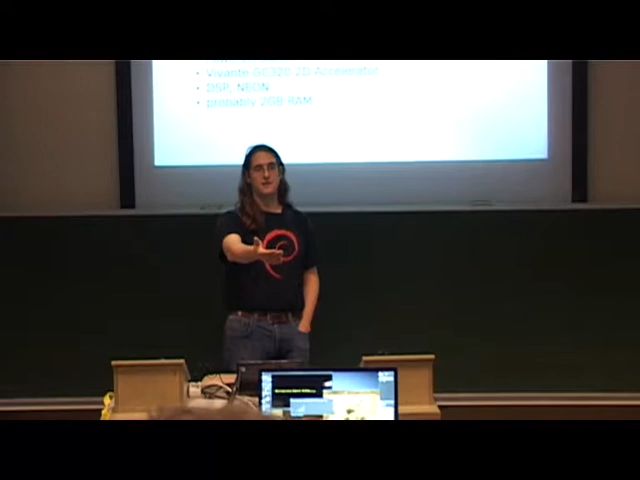 • Vivante GC320 2D Accelerator
• DSP, NEON
• probably 2GB RAM